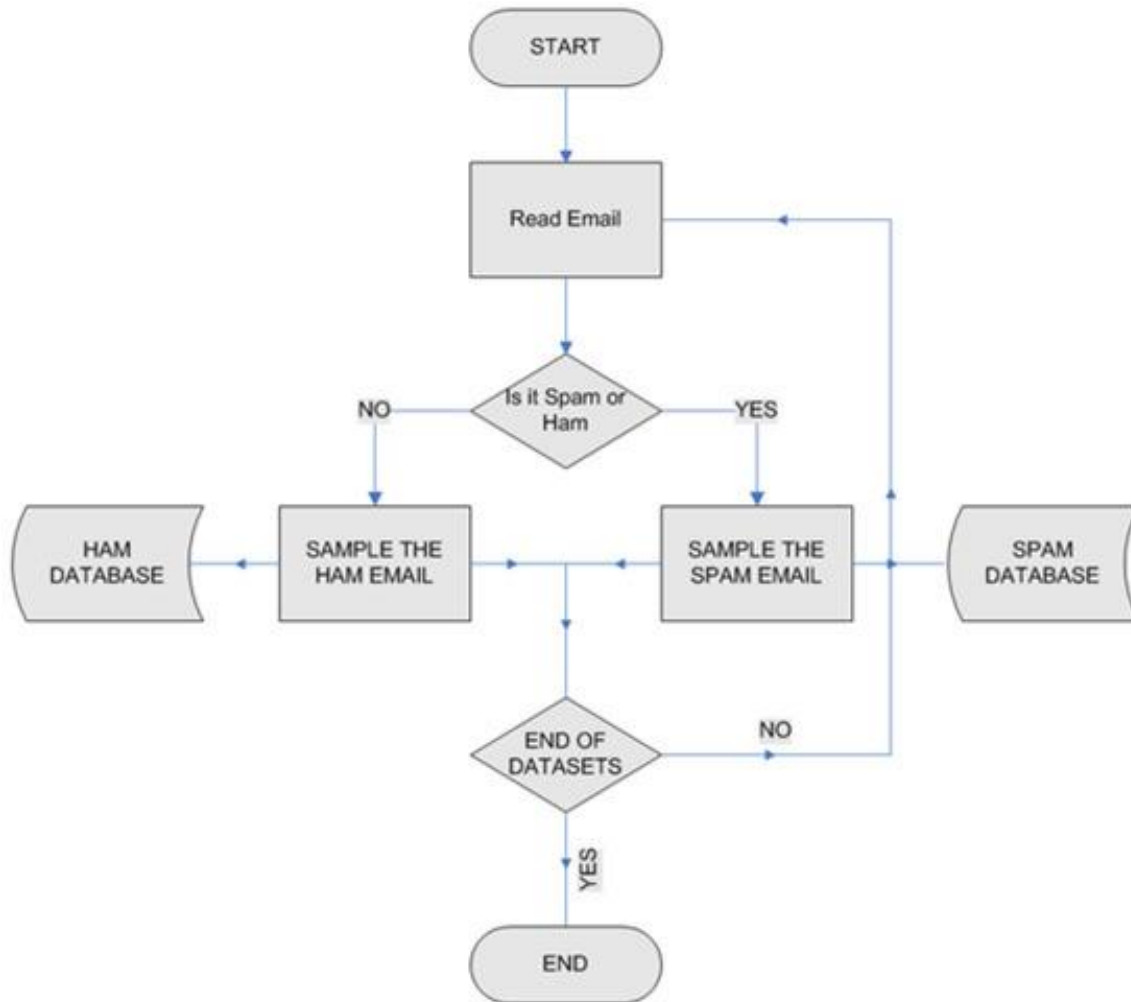 START
Read Email
Is it Spam or
Ham
NO
YES
HAM
DATABASE
SAMPLE THE
HAM EMAIL
SAMPLE THE
SPAM EMAIL
SPAM
DATABASE
END OF
DATASETS
NO
YES
END